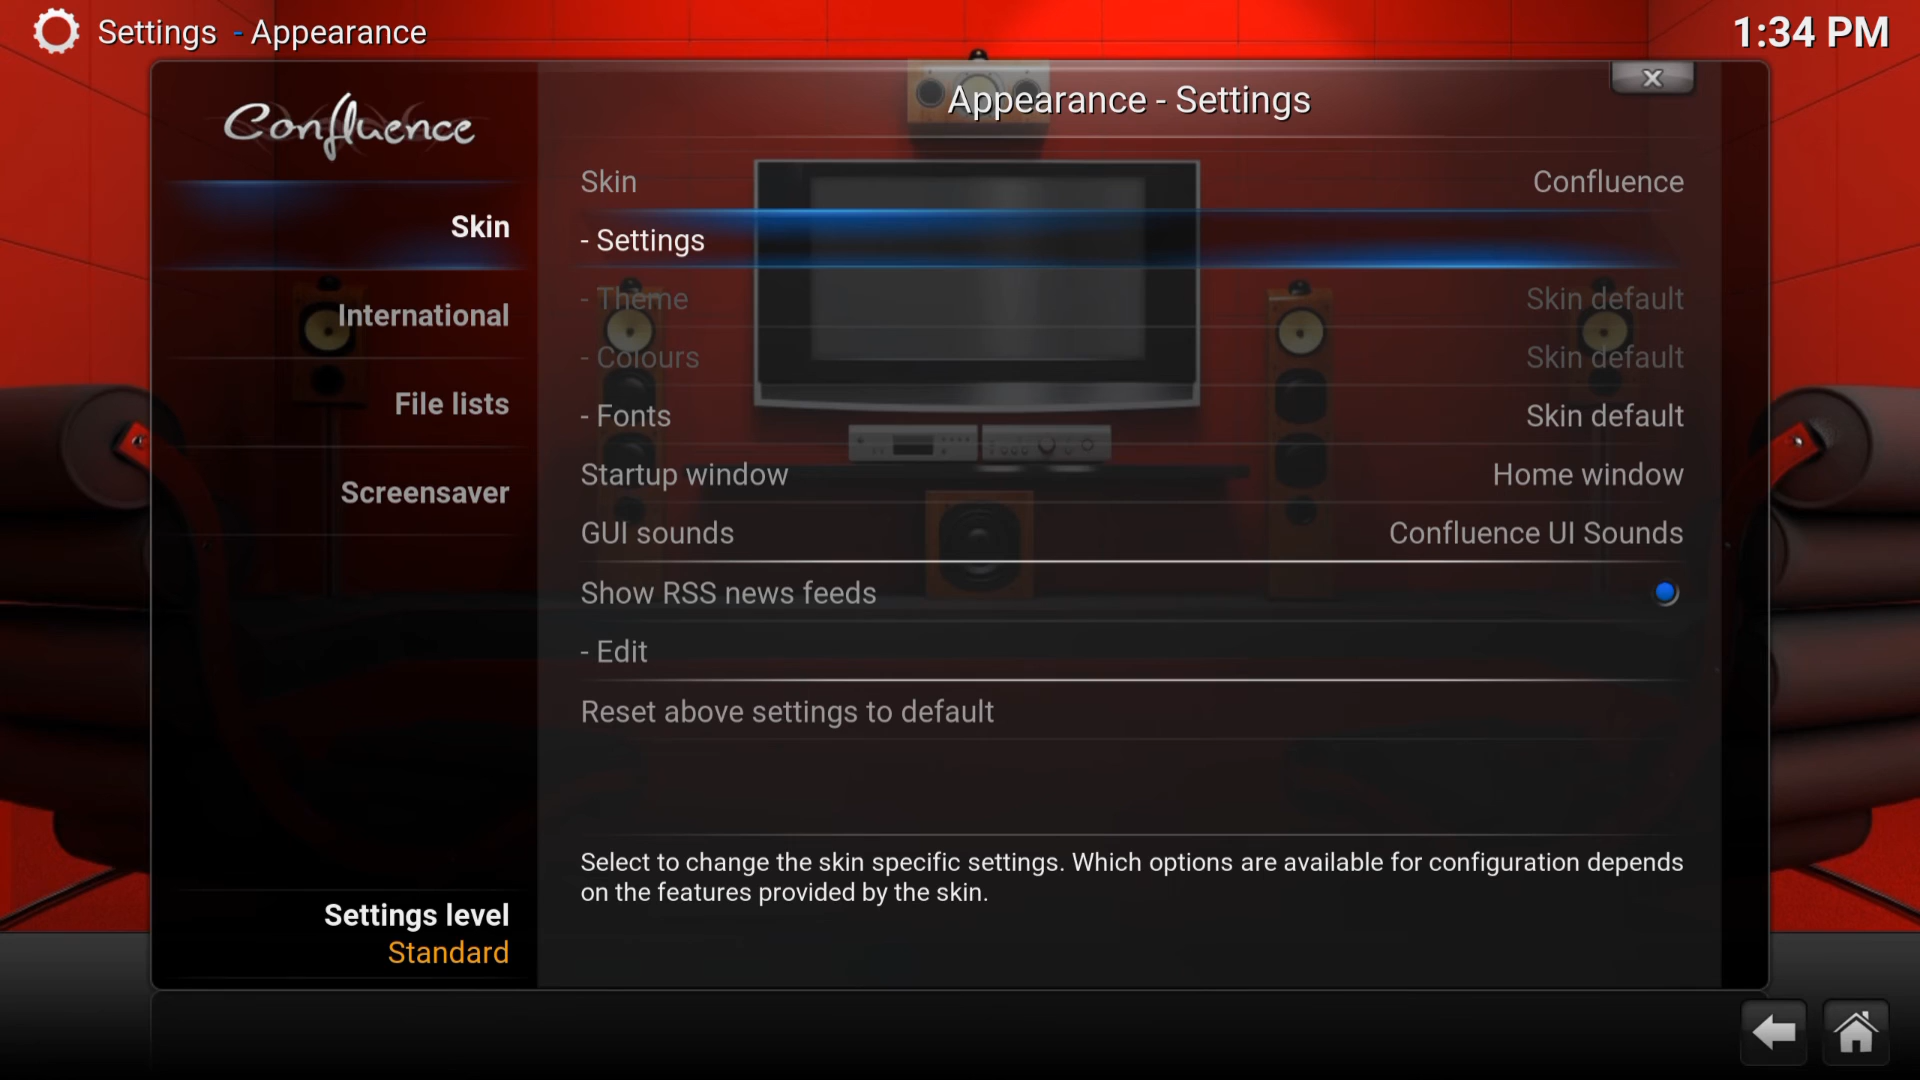 Settings - Appearance
1:34 PM
Confluence
Appearance - Settings
Skin
International
File lists
Screensaver
Settings level
Standard
Skin Confluence
- Settings
- Theme Skin default
- Colours Skin default
- Fonts Skin default
Startup window Home window
GUI sounds Confluence UI Sounds
Show RSS news feeds
- Edit
Reset above settings to default
Select to change the skin specific settings. Which options are available for configuration depends
on the features provided by the skin.